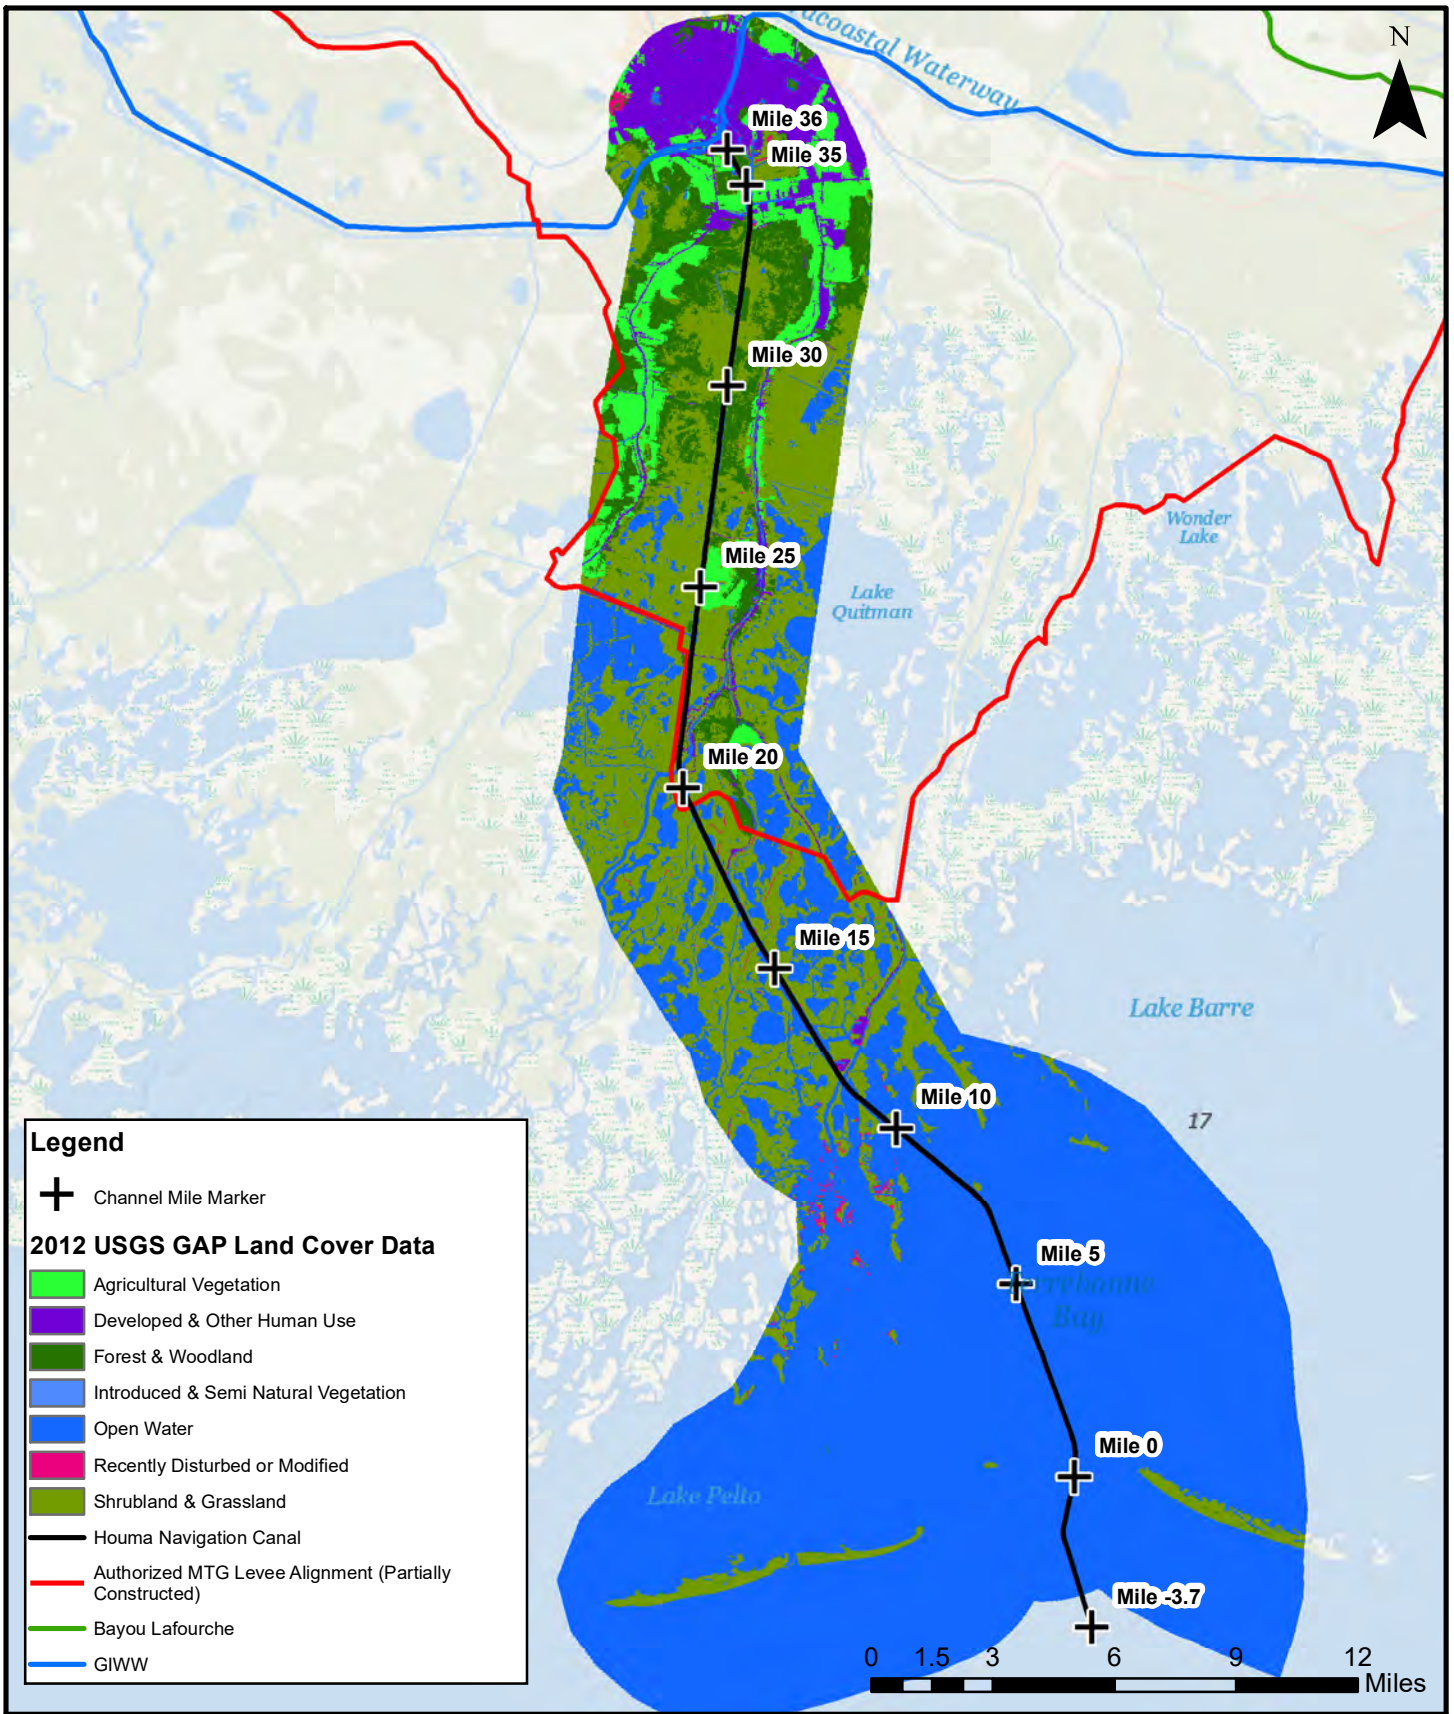 Waterway
N
Mile 36
Mile 35
Mile 30
Wonder
Lake
Mile 25
Lake
Quitman
Mile 20
Mile 15
Lake Barre
Mile 10
17
Mile 5
Bay
Mile 0
Lake Pelto
Mile -3.7
Legend
Channel Mile Marker
2012 USGS GAP Land Cover Data
Agricultural Vegetation
Developed & Other Human Use
Forest & Woodland
Introduced & Semi Natural Vegetation
Open Water
Recently Disturbed or Modified
Shrubland & Grassland
Houma Navigation Canal
Authorized MTG Levee Alignment (Partially
Constructed)
Bayou Lafourche
GIWW
0 1.5 3 6 9 12
Miles